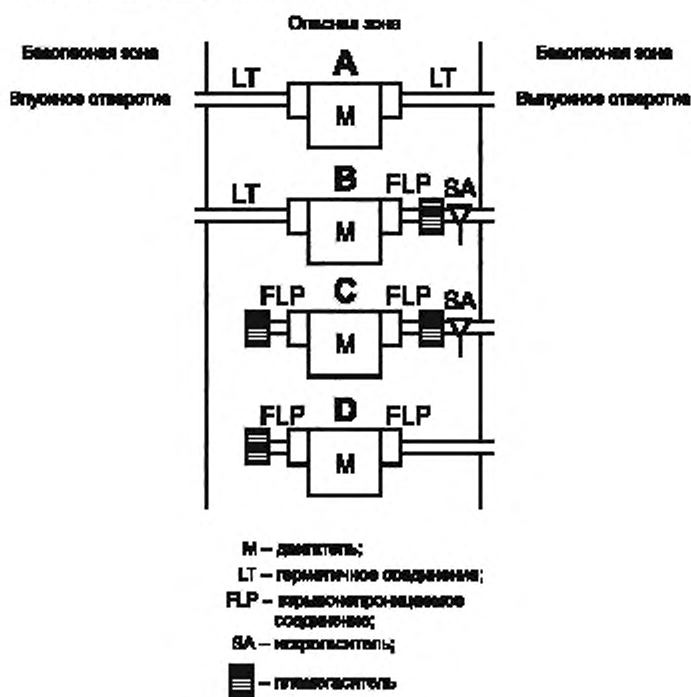 Опасная зона
Безопасная зона
Безопасная зона
Впускное отверстие
Выпускное отверстие
A
LT
LT
M
B
LT
FLP
SA
M
C
FLP
FLP
SA
M
D
FLP
FLP
M
M – двигатель;
LT – герметичное соединение;
FLP – взрывонепроницаемое
соединение;
SA – искрогаситель;
– пламегаситель